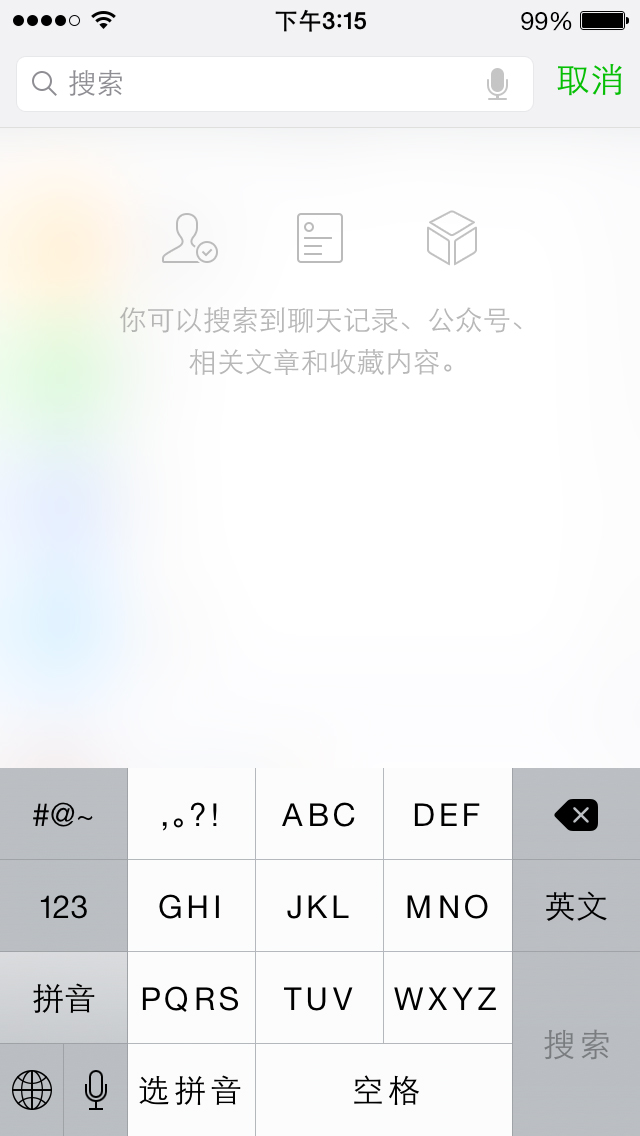 下午3:15
99%
搜索
取消
你可以搜索到聊天记录、公众号、
相关文章和收藏内容。
#@~
,。?!
ABC
DEF
123
GHI
JKL
MNO
英文
拼音
PQRS
TUV
WXYZ
搜索
选拼音
空格